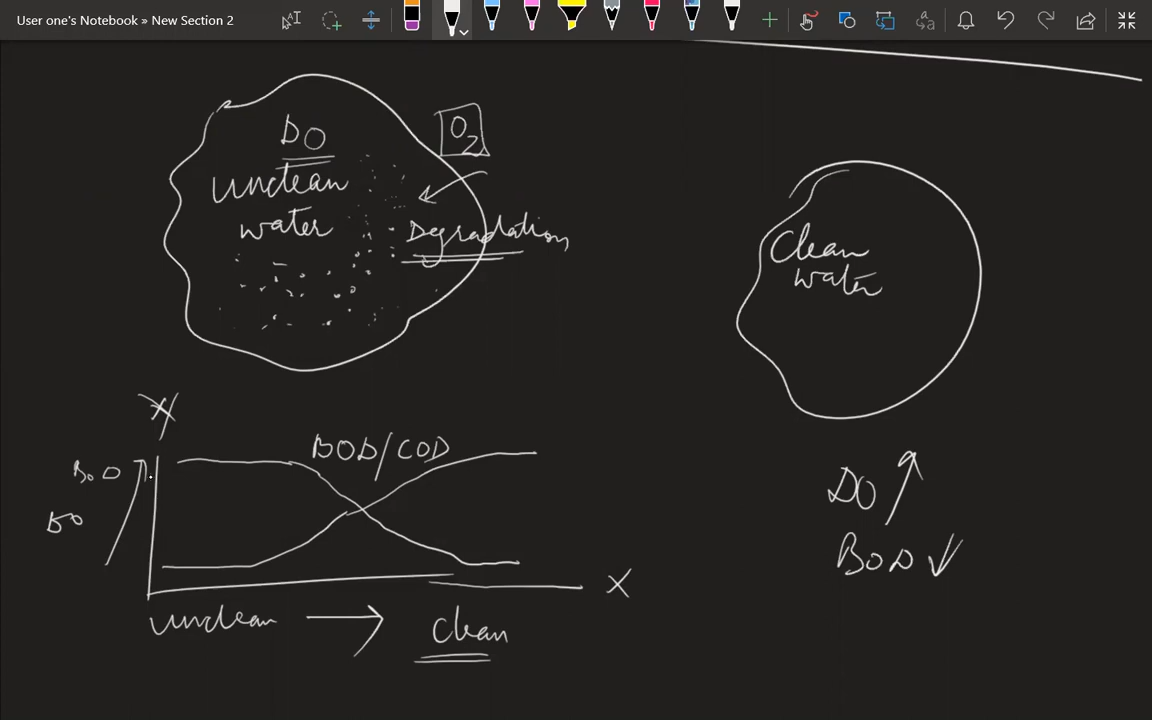 User one's Notebook » New Section 2
DO
unclean
water
O2
Degradation
Clean
water
Y
BOD/COD
BOD
DO
X
unclean → Clean
DO ↑
BOD ↓